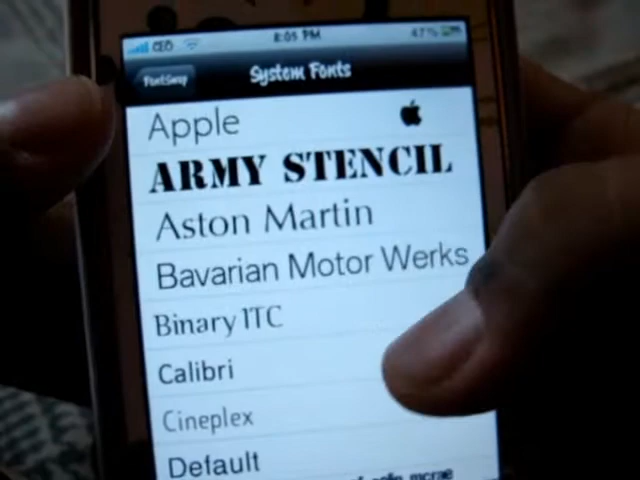 CEO 8:05 PM 47%
FontSwap System Fonts
Apple
ARMY STENCIL
Aston Martin
Bavarian Motor Werks
Binary ITC
Calibri
Cineplex
Default